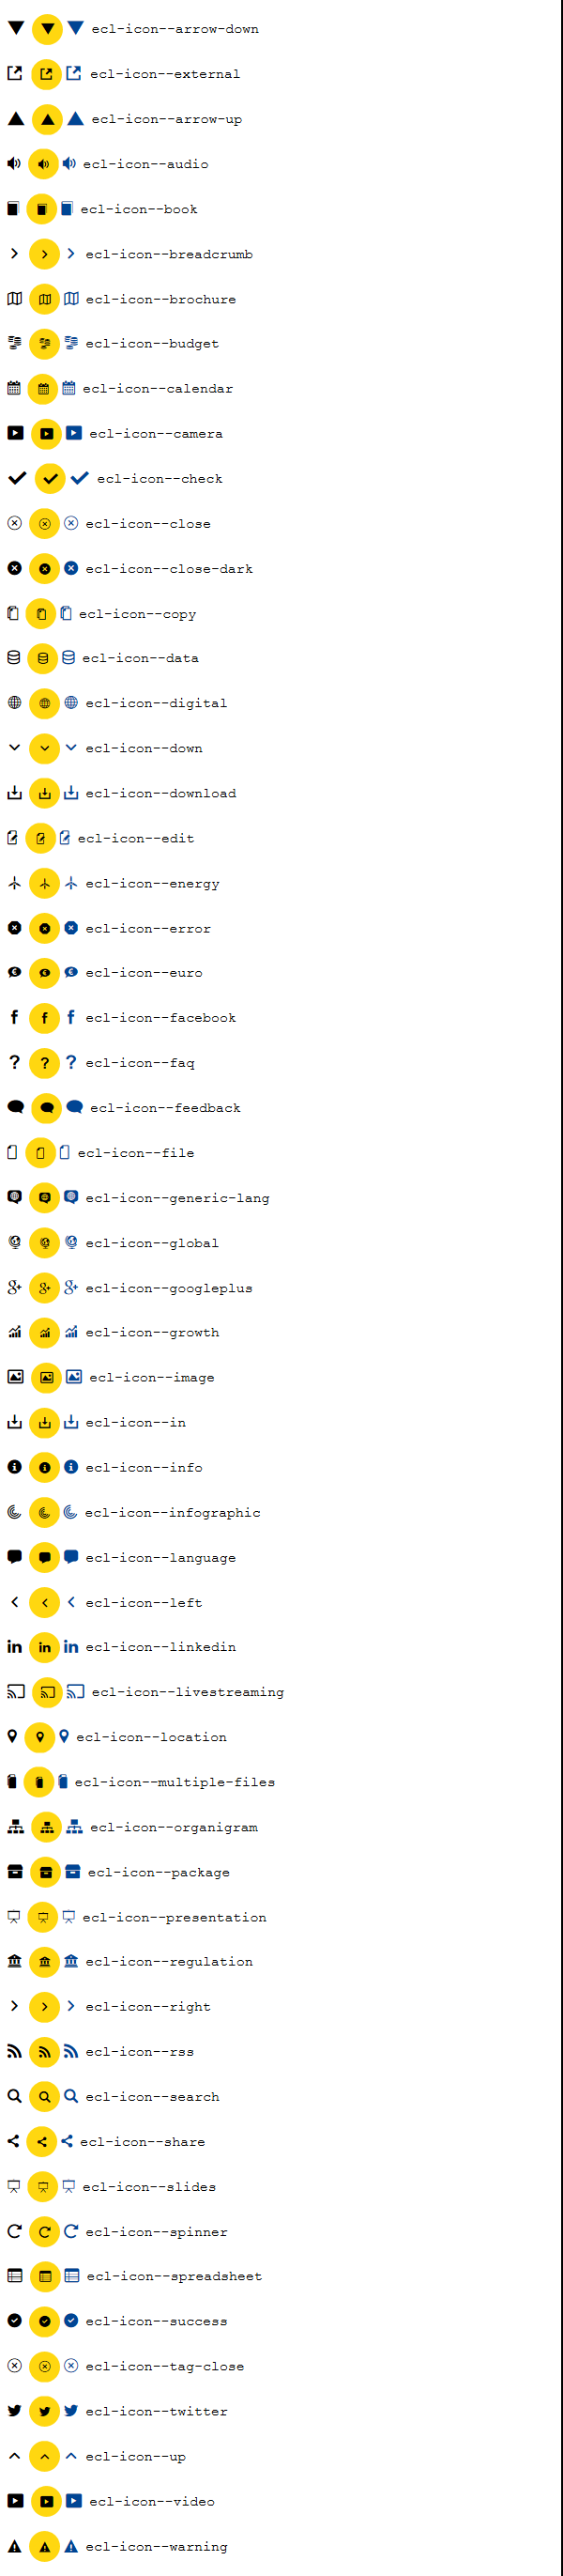 ecl-icon--arrow-down
ecl-icon--external
ecl-icon--arrow-up
ecl-icon--audio
ecl-icon--book
ecl-icon--breadcrumb
ecl-icon--brochure
ecl-icon--budget
ecl-icon--calendar
ecl-icon--camera
ecl-icon--check
ecl-icon--close
ecl-icon--close-dark
ecl-icon--copy
ecl-icon--data
ecl-icon--digital
ecl-icon--down
ecl-icon--download
ecl-icon--edit
ecl-icon--energy
ecl-icon--error
ecl-icon--euro
ecl-icon--facebook
ecl-icon--faq
ecl-icon--feedback
ecl-icon--file
ecl-icon--generic-lang
ecl-icon--global
ecl-icon--googleplus
ecl-icon--growth
ecl-icon--image
ecl-icon--in
ecl-icon--info
ecl-icon--infographic
ecl-icon--language
ecl-icon--left
ecl-icon--linkedin
ecl-icon--livestreaming
ecl-icon--location
ecl-icon--multiple-files
ecl-icon--organigram
ecl-icon--package
ecl-icon--presentation
ecl-icon--regulation
ecl-icon--right
ecl-icon--rss
ecl-icon--search
ecl-icon--share
ecl-icon--slides
ecl-icon--spinner
ecl-icon--spreadsheet
ecl-icon--success
ecl-icon--tag-close
ecl-icon--twitter
ecl-icon--up
ecl-icon--video
ecl-icon--warning